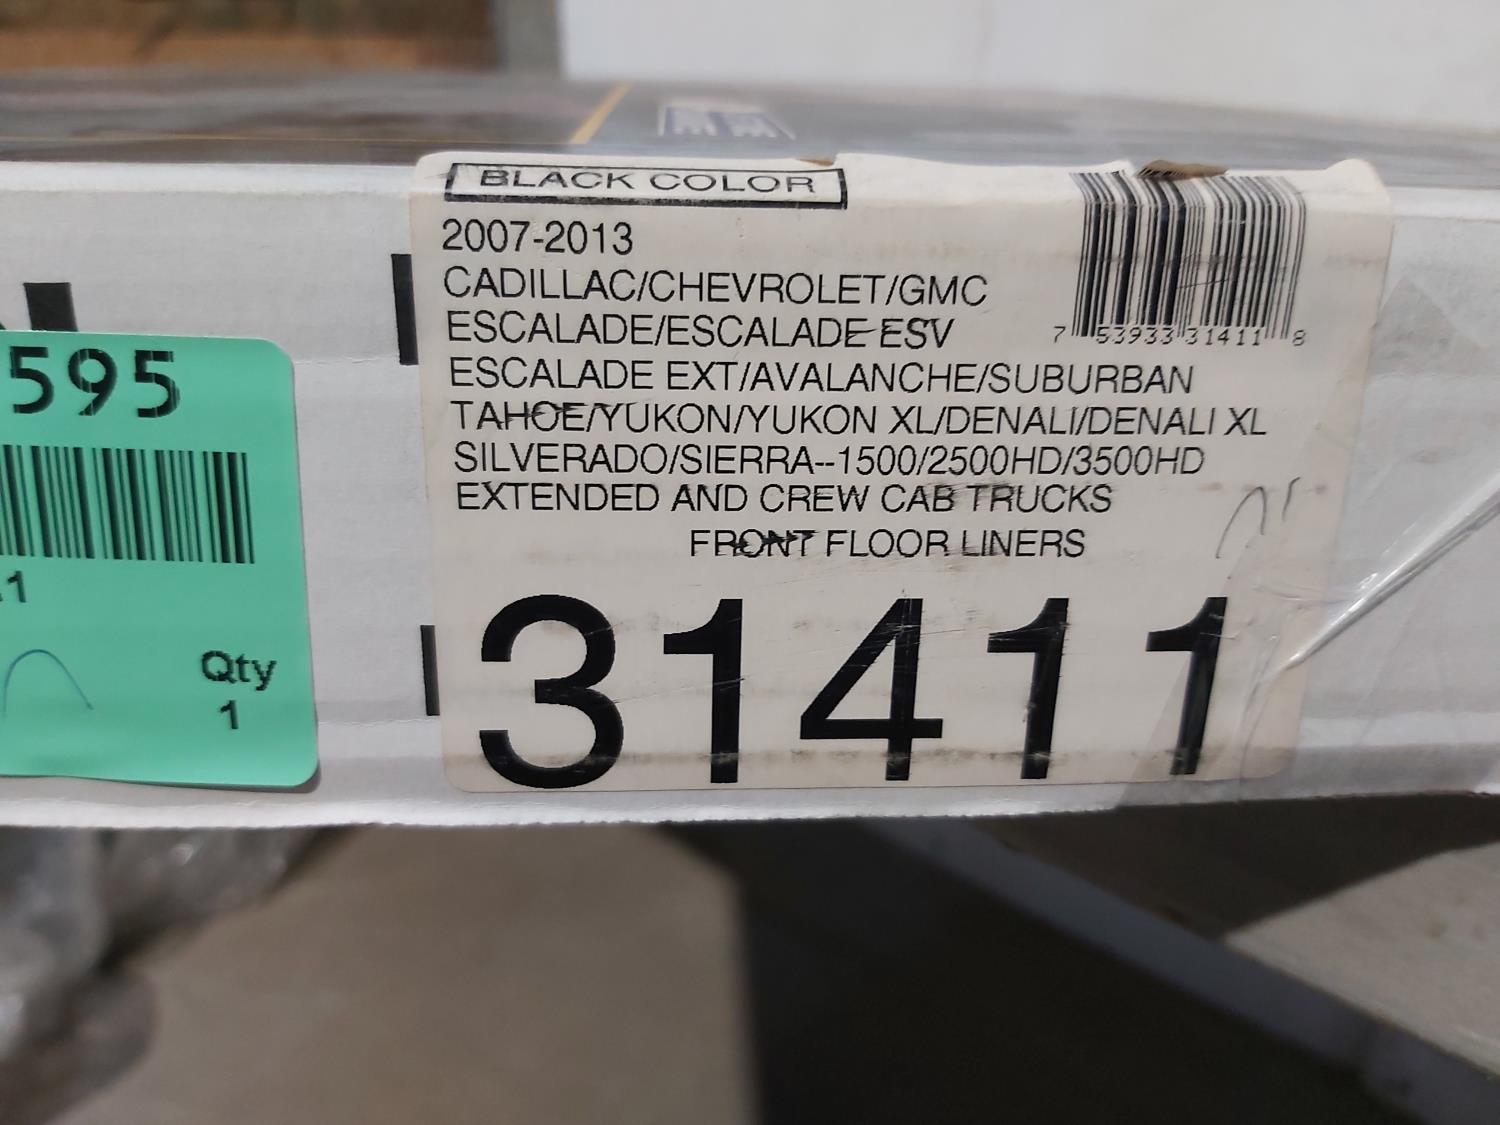 BLACK COLOR
2007-2013
CADILLAC/CHEVROLET/GMC
ESCALADE/ESCALADE ESV
ESCALADE EXT/AVALANCHE/SUBURBAN
TAHOE/YUKON/YUKON XL/DENALI/DENALI XL
SILVERADO/SIERRA--1500/2500HD/3500HD
EXTENDED AND CREW CAB TRUCKS
FRONT FLOOR LINERS
31411
7 53933 31411 8
595
.1
Qty
1